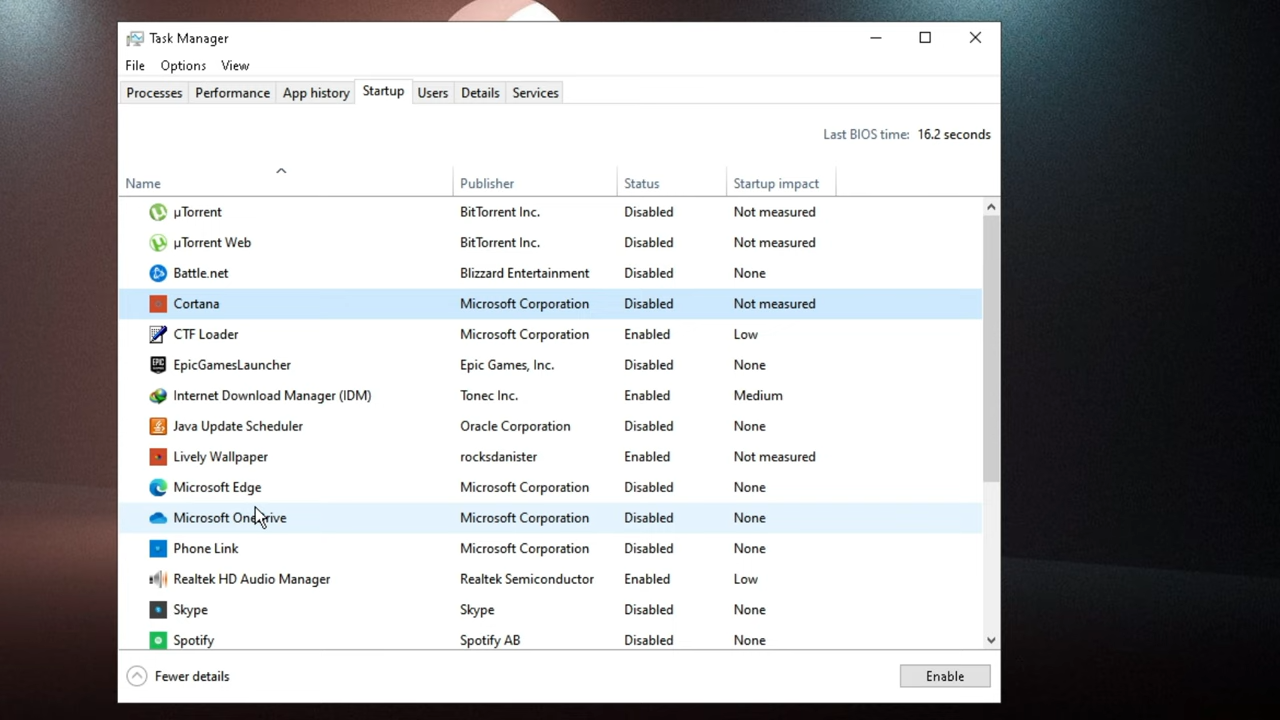 Task Manager
File Options View
Processes Performance App history Startup Users Details Services
Last BIOS time: 16.2 seconds
Name Publisher Status Startup impact
µTorrent BitTorrent Inc. Disabled Not measured
µTorrent Web BitTorrent Inc. Disabled Not measured
Battle.net Blizzard Entertainment Disabled None
Cortana Microsoft Corporation Disabled Not measured
CTF Loader Microsoft Corporation Enabled Low
EpicGamesLauncher Epic Games, Inc. Disabled None
Internet Download Manager (IDM) Tonec Inc. Enabled Medium
Java Update Scheduler Oracle Corporation Disabled None
Lively Wallpaper rocksdanister Enabled Not measured
Microsoft Edge Microsoft Corporation Disabled None
Microsoft OneDrive Microsoft Corporation Disabled None
Phone Link Microsoft Corporation Disabled None
Realtek HD Audio Manager Realtek Semiconductor Enabled Low
Skype Skype Disabled None
Spotify Spotify AB Disabled None
Fewer details Enable